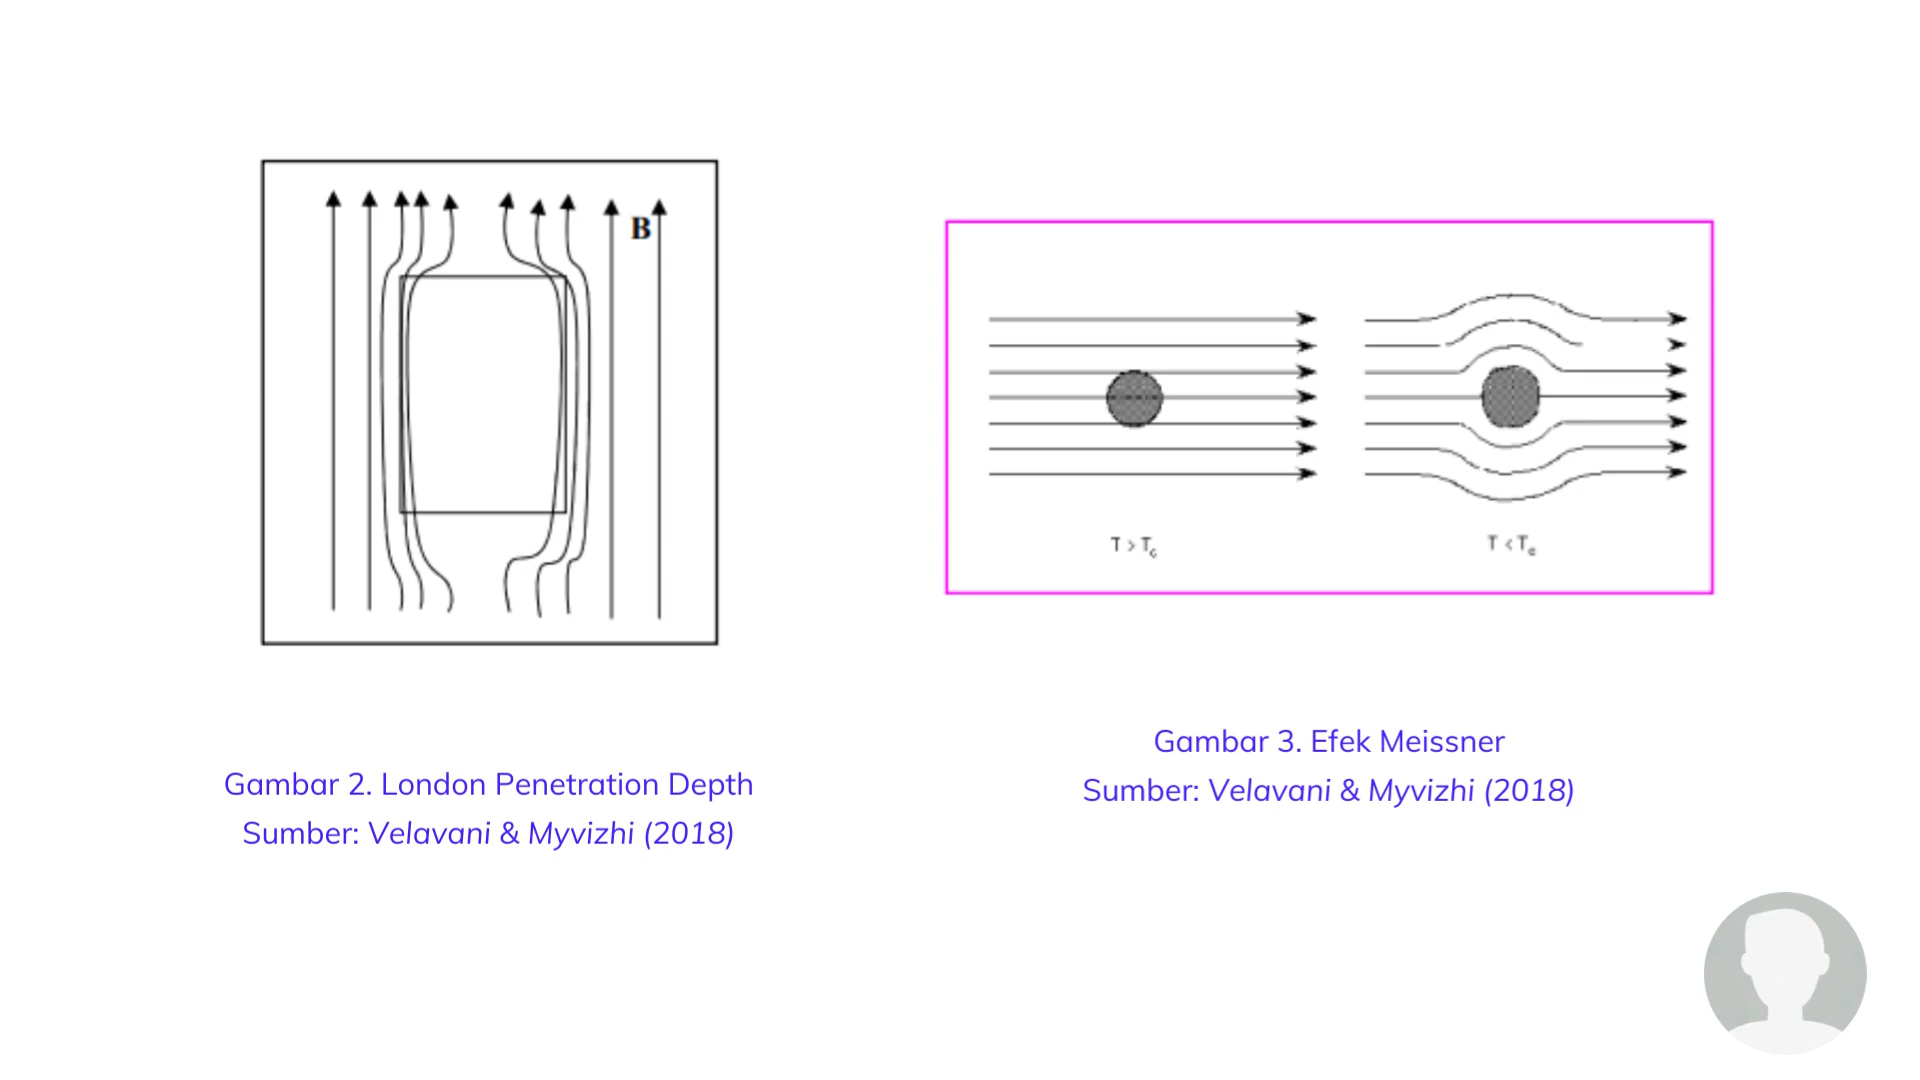 B
Gambar 2. London Penetration Depth
Sumber: Velavani & Myvizhi (2018)
T > Tc
T < Tc
Gambar 3. Efek Meissner
Sumber: Velavani & Myvizhi (2018)